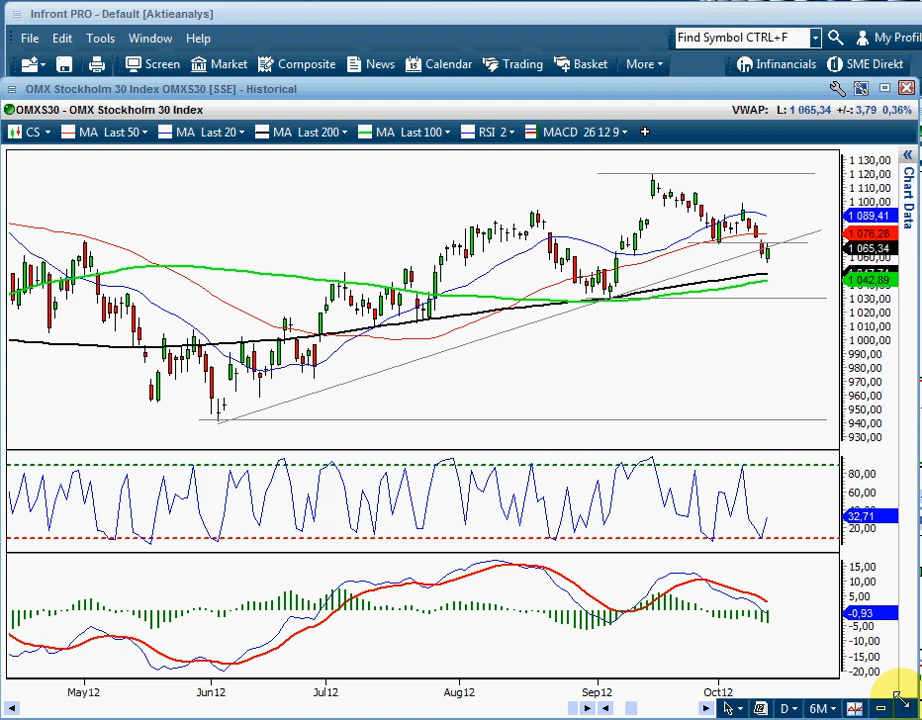 Infront PRO - Default [Aktieanalys]
File Edit Tools Window Help
Find Symbol CTRL+F
My Profi
Screen Market Composite News Calendar Trading Basket More
Infinancials SME Direkt
OMX Stockholm 30 Index OMXS30 [SSE] - Historical
OMXS30 - OMX Stockholm 30 Index
VWAP: L: 1 065,34 +/-: 3,79 0,36%
CS MA Last 50 MA Last 20 MA Last 200 MA Last 100 RSI 2 MACD 26 12 9
Chart Data
1 130,00
1 120,00
1 110,00
1 100,00
1 089,41
1 076,28
1 065,34
1 060,00
1 042,89
1 030,00
1 020,00
1 010,00
1 000,00
990,00
980,00
970,00
960,00
950,00
940,00
930,00
80,00
60,00
32,71
20,00
15,00
10,00
5,00
-0,93
-5,00
-10,00
-15,00
-20,00
May12 Jun12 Jul12 Aug12 Sep12 Oct12
D 6M